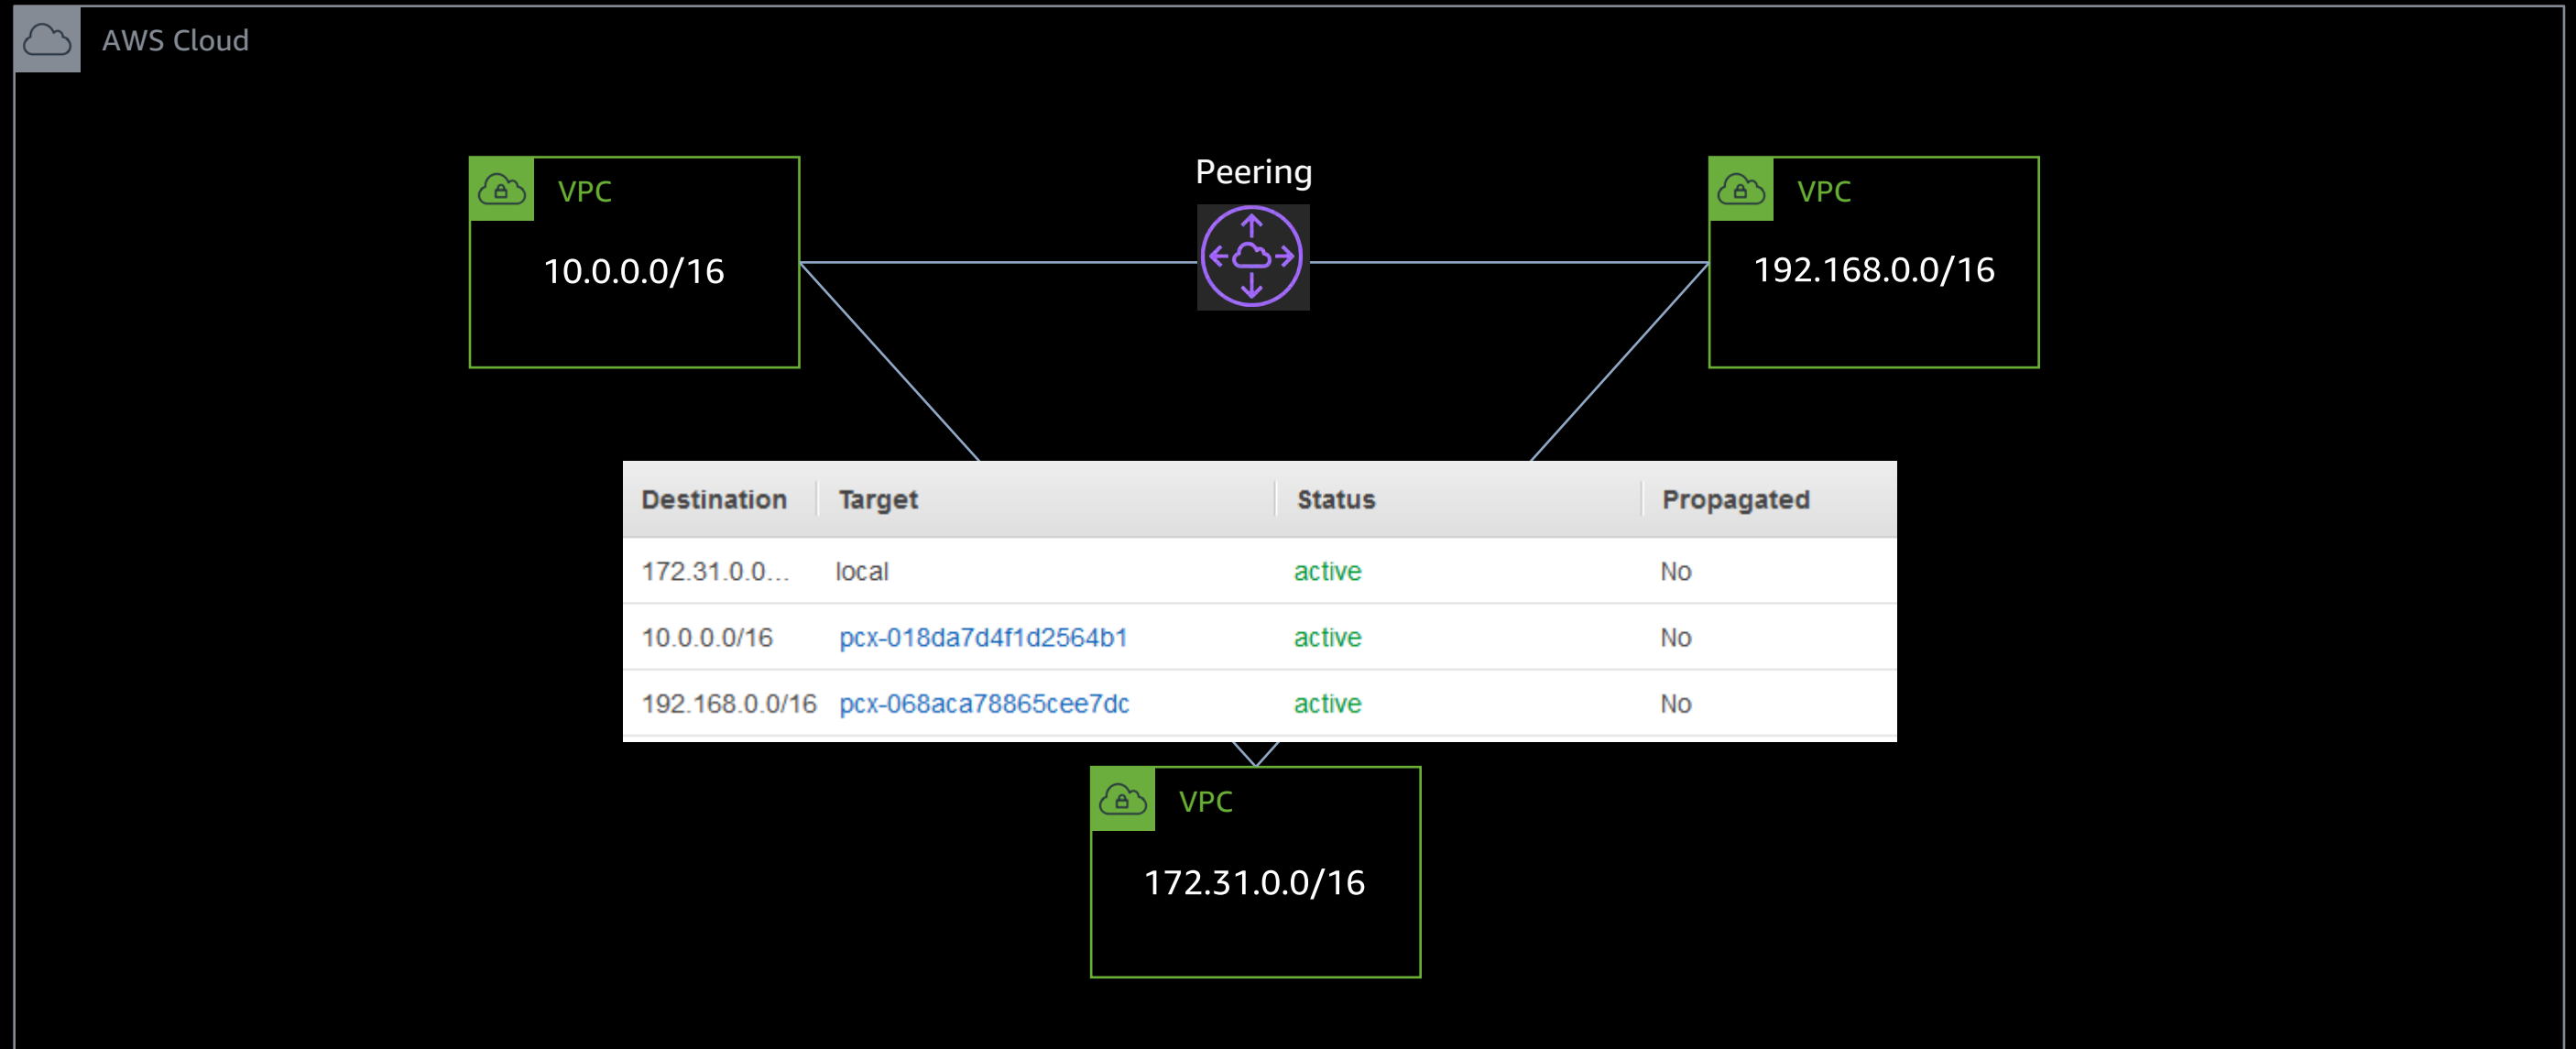 AWS Cloud
Peering
VPC
10.0.0.0/16
VPC
192.168.0.0/16
Destination Target Status Propagated
172.31.0.0... local active No
10.0.0.0/16 pcx-018da7d4f1d2564b1 active No
192.168.0.0/16 pcx-068aca78865cee7dc active No
VPC
172.31.0.0/16